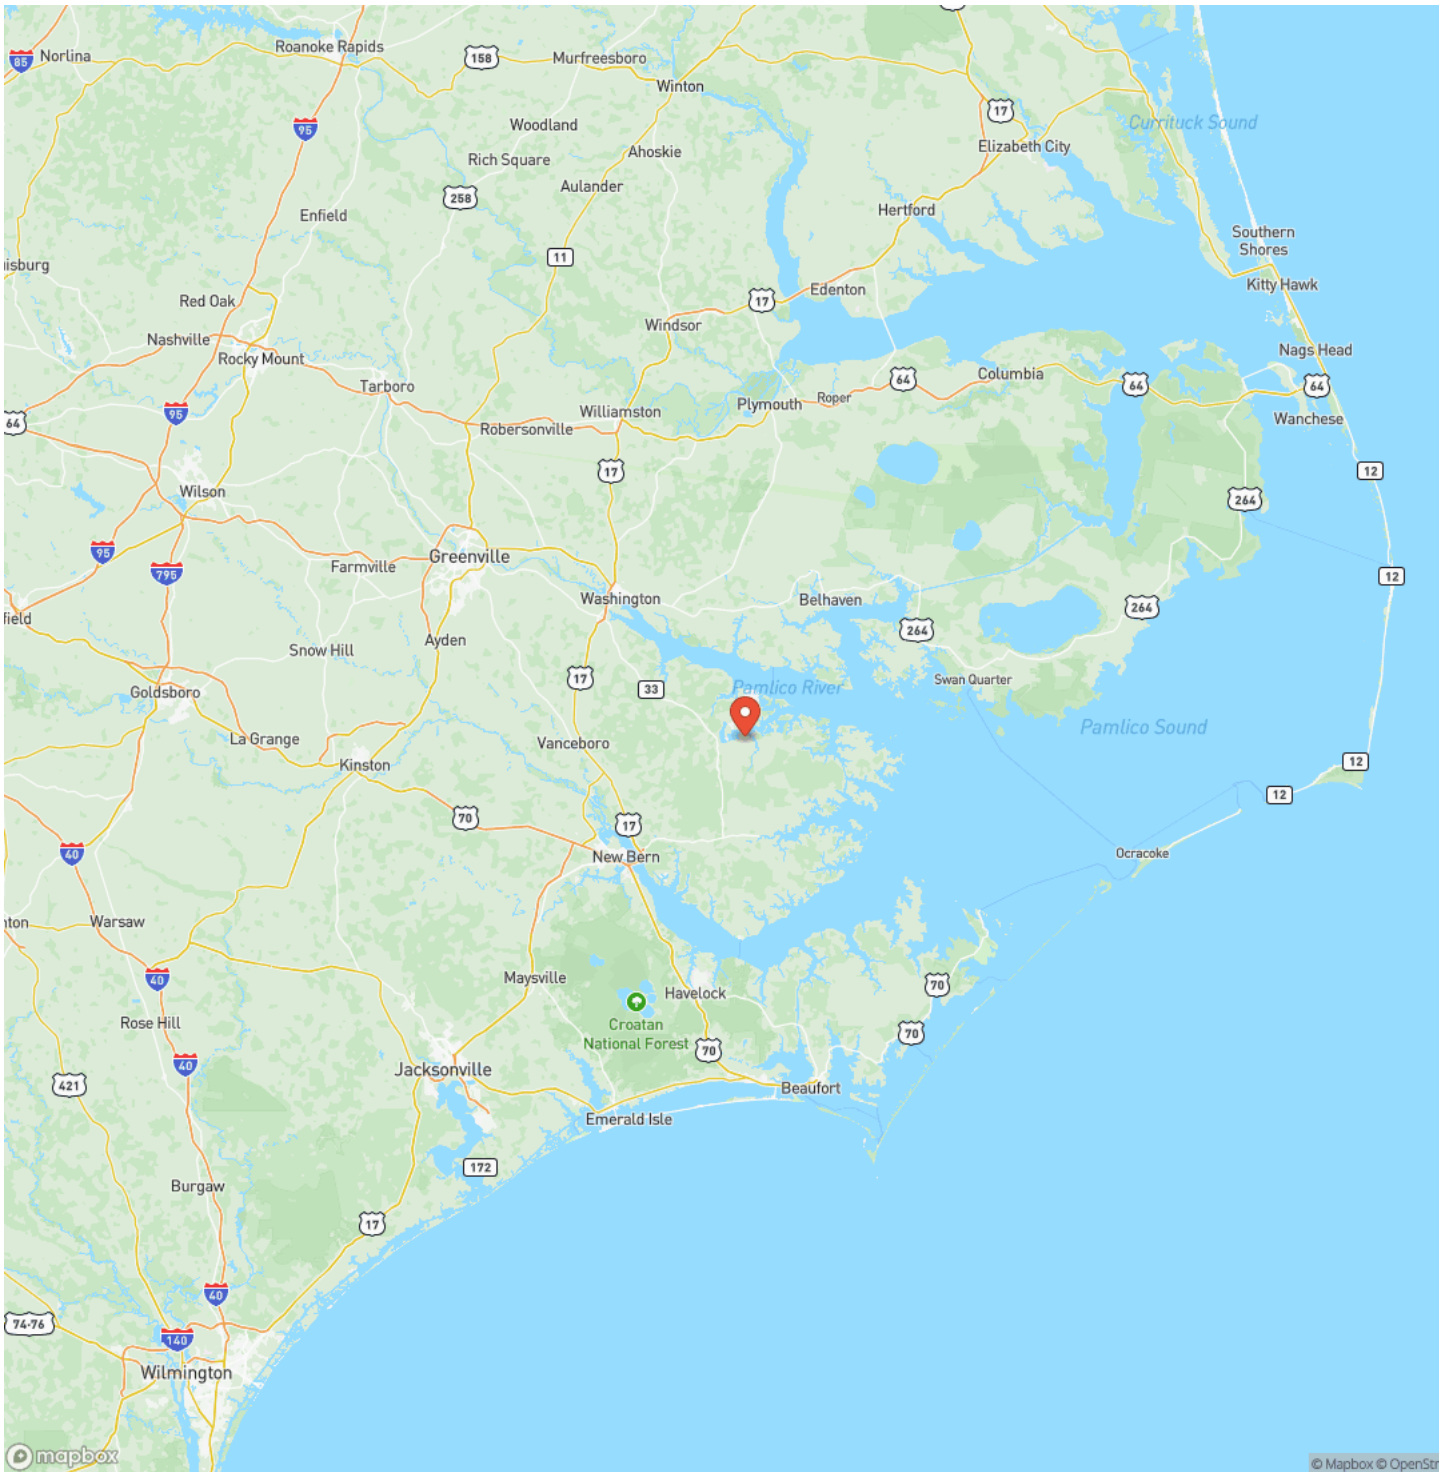 Roanoke Rapids
158
Murfreesboro
85
Norlina
Winton
17
95
Woodland
Currituck Sound
Elizabeth City
Rich Square
Ahoskie
Aulander
258
Hertford
Enfield
Southern
Shores
11
isburg
Kitty Hawk
Edenton
Red Oak
17
Windsor
Nashville
Nags Head
Rocky Mount
Columbia
64
64
64
Tarboro
Roper
Plymouth
95
Williamston
Wanchese
64
Robersonville
17
12
Wilson
264
95
Greenville
Farmville
795
12
Washington
Belhaven
264
field
264
Ayden
Snow Hill
17
33
Swan Quarter
Pamlico River
Goldsboro
Pamlico Sound
La Grange
Vanceboro
12
Kinston
12
70
17
40
New Bern
Ocracoke
nton
Warsaw
40
Maysville
70
Havelock
Rose Hill
Croatan
National Forest
70
70
40
Jacksonville
421
Beaufort
Emerald Isle
172
Burgaw
17
40
74-76
140
Wilmington
mapbox
© Mapbox © OpenStr